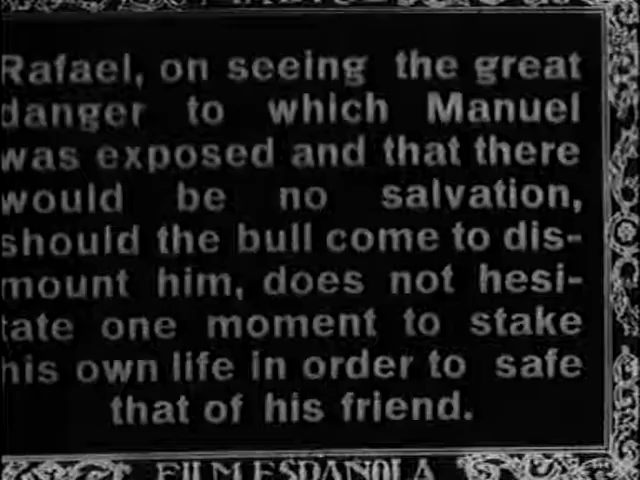 Rafael, on seeing the great
danger to which Manuel
was exposed and that there
would be no salvation,
should the bull come to dis-
mount him, does not hesi-
tate one moment to stake
his own life in order to safe
that of his friend.
FILM ESPAÑOLA